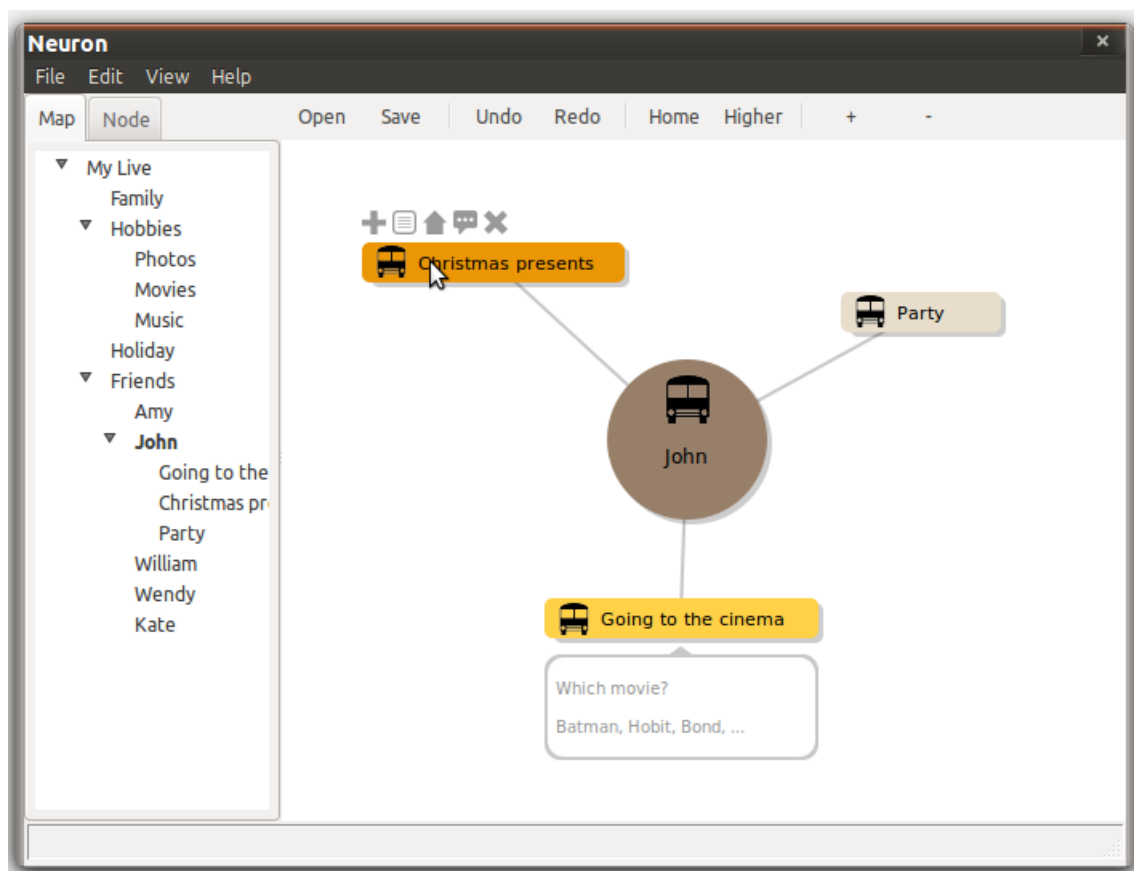 Neuron
File Edit View Help
Map Node Open Save Undo Redo Home Higher + -
My Live
Family
Hobbies
Photos
Movies
Music
Holiday
Friends
Amy
John
Going to the
Christmas pr
Party
William
Wendy
Kate
Christmas presents
Party
John
Going to the cinema
Which movie?
Batman, Hobit, Bond, ...